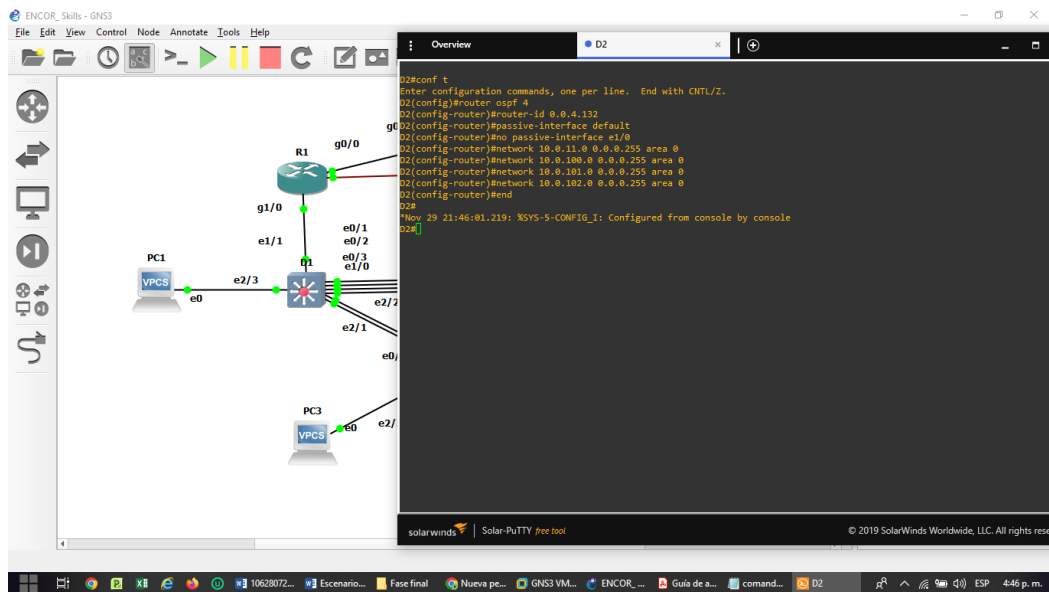 ENCOR_Skills - GNS3
File Edit View Control Node Annotate Tools Help
Overview
D2
D2#conf t
Enter configuration commands, one per line. End with CNTL/Z.
D2(config)#router ospf 4
D2(config-router)#router-id 0.0.4.132
D2(config-router)#passive-interface default
D2(config-router)#no passive-interface e1/0
D2(config-router)#network 10.0.11.0 0.0.0.255 area 0
D2(config-router)#network 10.0.100.0 0.0.0.255 area 0
D2(config-router)#network 10.0.101.0 0.0.0.255 area 0
D2(config-router)#network 10.0.102.0 0.0.0.255 area 0
D2(config-router)#end
D2#
*Nov 29 21:46:01.219: %SYS-5-CONFIG_I: Configured from console by console
D2#
g0/0
R1
g1/0
e0/1
e1/1
e0/2
e0/3
D1
e1/0
PC1
VPCS
e0
e2/3
e2/2
e2/1
e0/
PC3
VPCS
e0
e2/
solarwinds
Solar-PuTTY free tool
© 2019 SolarWinds Worldwide, LLC. All rights rese
10628072...
Escenario...
Fase final
Nueva pe...
GNS3 VM...
ENCOR_ ...
Guía de a...
comand...
D2
ESP
4:46 p. m.